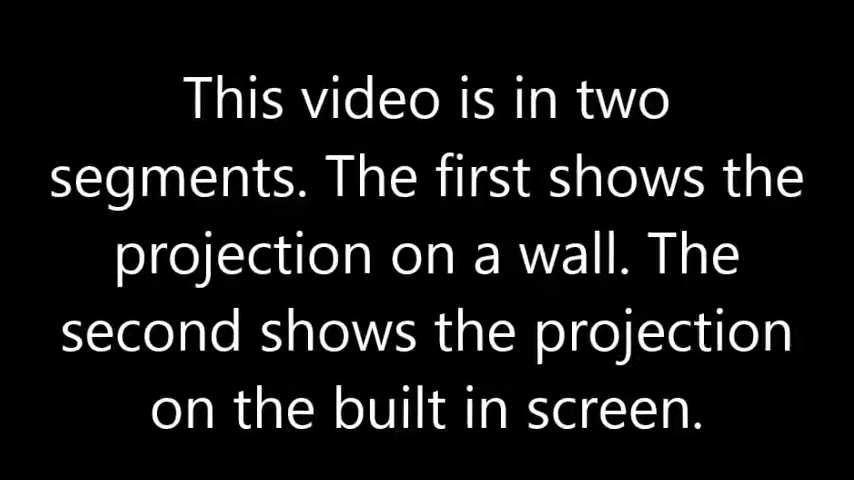 This video is in two
segments. The first shows the
projection on a wall. The
second shows the projection
on the built in screen.